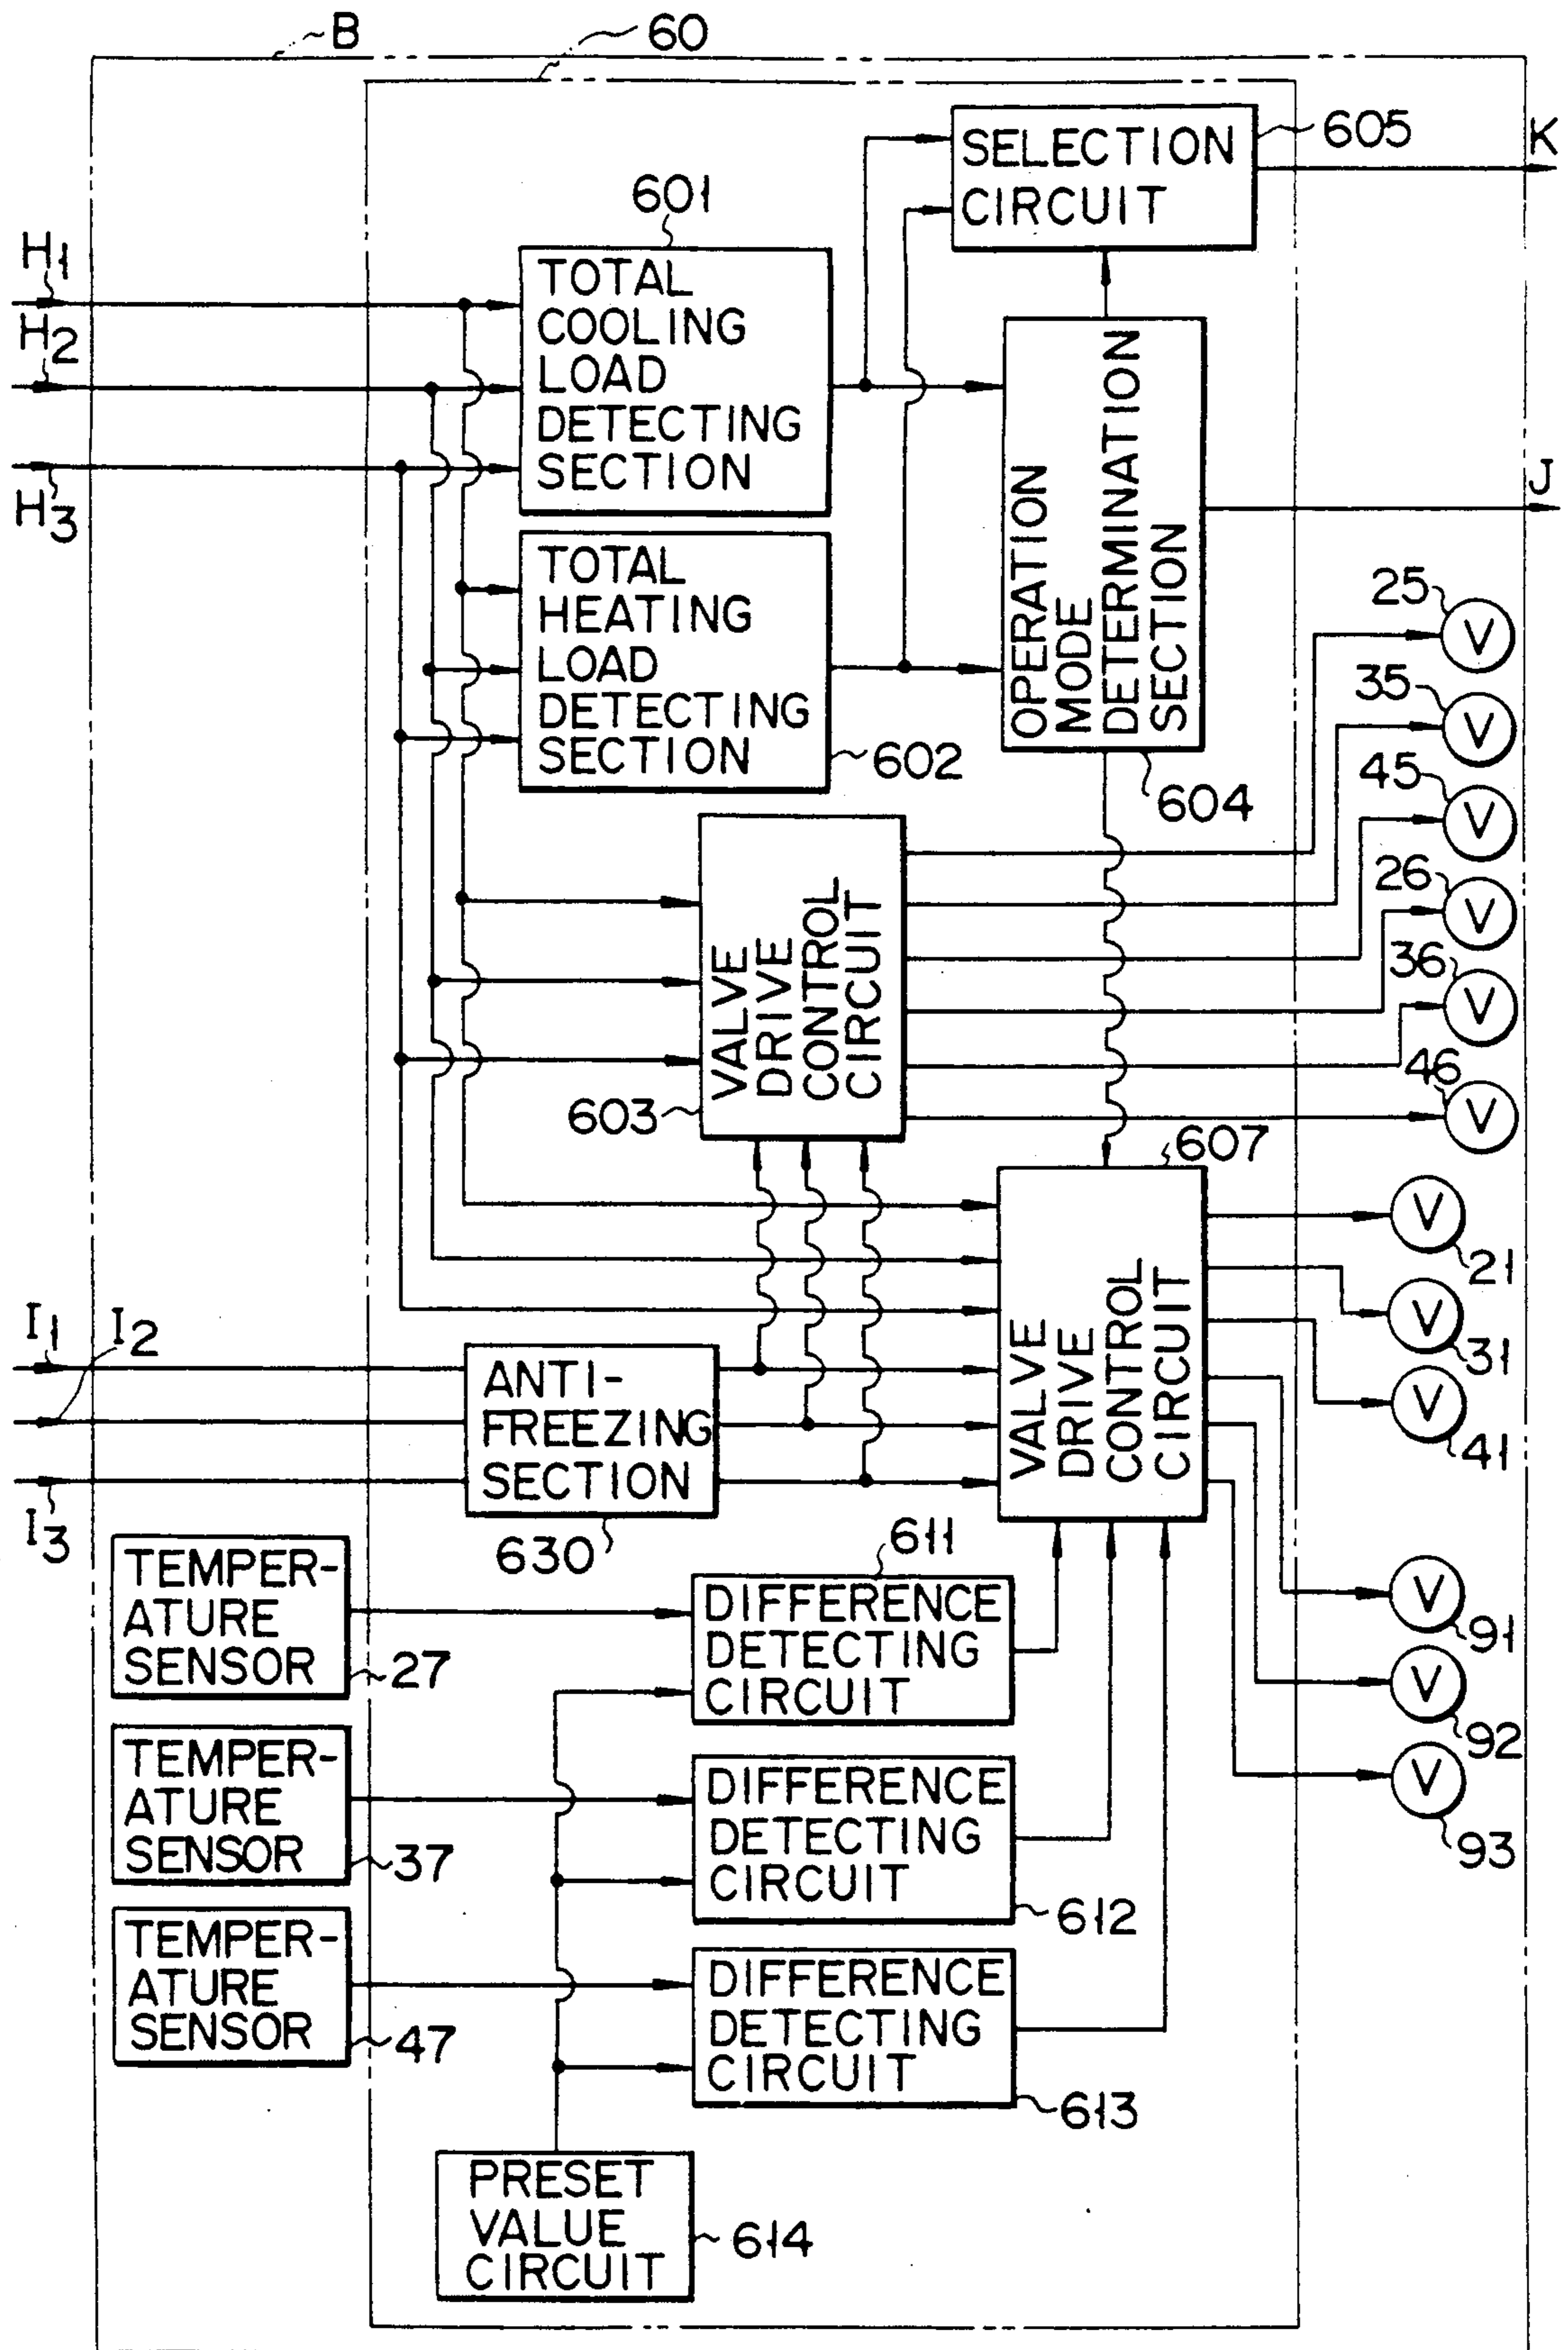 B
60
K
605
SELECTION
CIRCUIT
601
H1
H2
H3
TOTAL
COOLING
LOAD
DETECTING
SECTION
OPERATION
MODE
DETERMINATION
SECTION
604
J
TOTAL
HEATING
LOAD
DETECTING
SECTION
602
25
V
35
V
45
V
26
V
36
V
46
V
VALVE
DRIVE
CONTROL
CIRCUIT
603
607
VALVE
DRIVE
CONTROL
CIRCUIT
V
21
V
31
V
41
V
91
V
92
V
93
I1
I2
I3
ANTI-
FREEZING
SECTION
630
TEMPER-
ATURE
SENSOR
27
611
DIFFERENCE
DETECTING
CIRCUIT
TEMPER-
ATURE
SENSOR
37
DIFFERENCE
DETECTING
CIRCUIT
612
TEMPER-
ATURE
SENSOR
47
DIFFERENCE
DETECTING
CIRCUIT
613
PRESET
VALUE
CIRCUIT
614